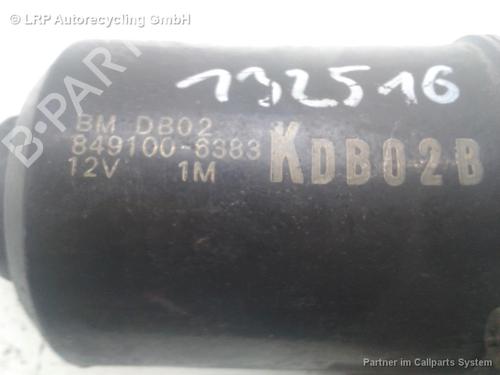 © LRP Autorecycling GmbH
B-PARTS
132516
BM DB02
849100-6383
12V 1M
KDB02B
Partner im Callparts System